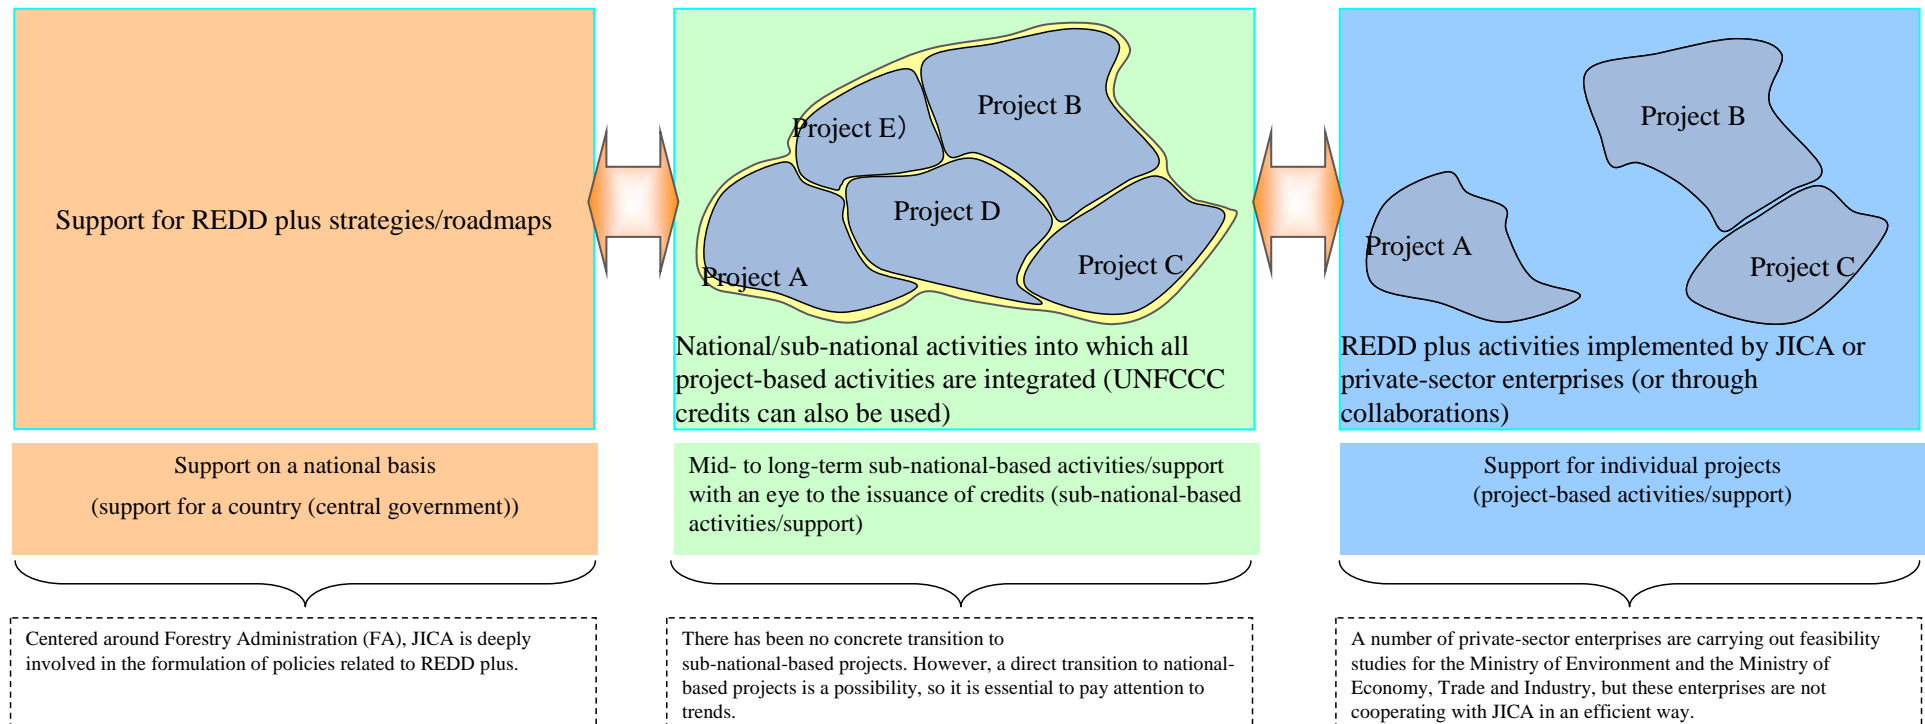 Support for REDD plus strategies/roadmaps
Project B
Project E）
Project D
Project A
Project C
National/sub-national activities into which all
project-based activities are integrated (UNFCCC
credits can also be used)
Project B
Project A
Project C
REDD plus activities implemented by JICA or
private-sector enterprises (or through
collaborations)
Support on a national basis
(support for a country (central government))
Mid- to long-term sub-national-based activities/support
with an eye to the issuance of credits (sub-national-based
activities/support)
Support for individual projects
(project-based activities/support)
Centered around Forestry Administration (FA), JICA is deeply
involved in the formulation of policies related to REDD plus.
There has been no concrete transition to
sub-national-based projects. However, a direct transition to national-
based projects is a possibility, so it is essential to pay attention to
trends.
A number of private-sector enterprises are carrying out feasibility
studies for the Ministry of Environment and the Ministry of
Economy, Trade and Industry, but these enterprises are not
cooperating with JICA in an efficient way.